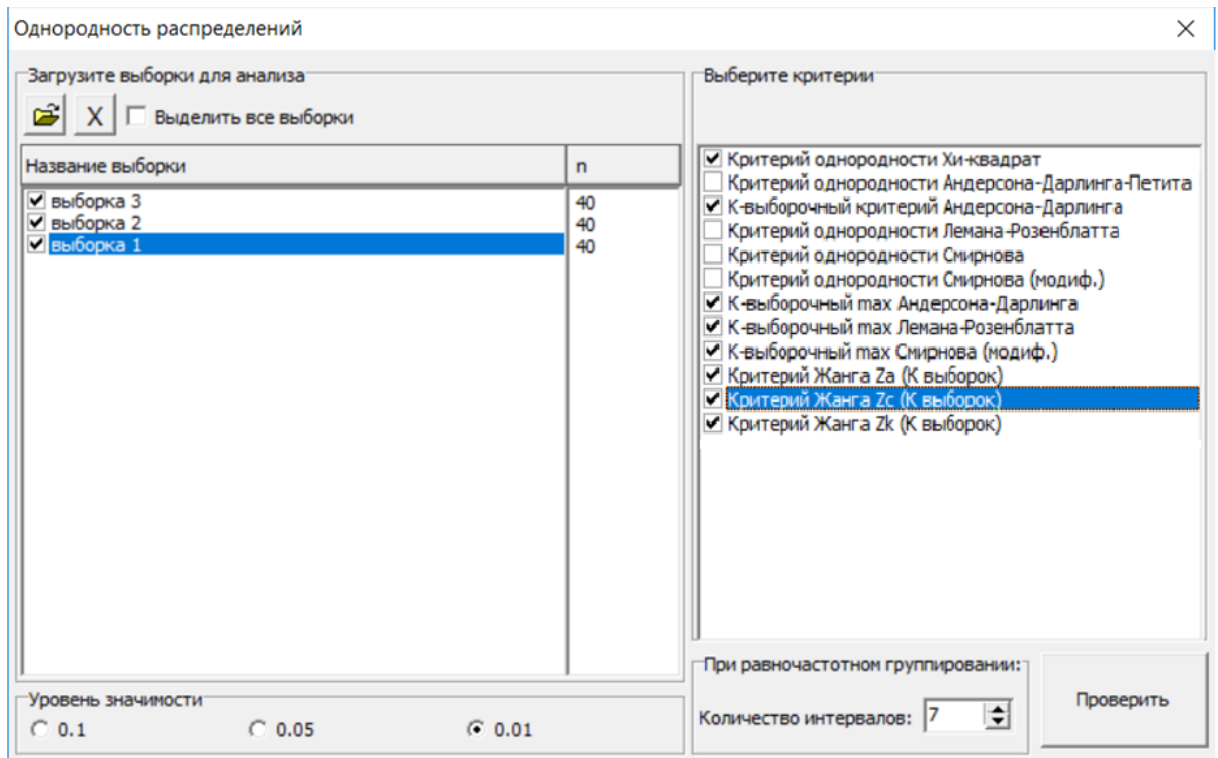 Однородность распределений
Загрузите выборки для анализа
X
Выделить все выборки
Название выборки
n
выборка 3
40
выборка 2
40
выборка 1
40
Уровень значимости
0.1
0.05
0.01
Выберите критерии
Критерий однородности Хи-квадрат
Критерий однородности Андерсона-Дарлинга-Петита
К-выборочный критерий Андерсона-Дарлинга
Критерий однородности Лемана-Розенблатта
Критерий однородности Смирнова
Критерий однородности Смирнова (модиф.)
К-выборочный max Андерсона-Дарлинга
К-выборочный max Лемана-Розенблатта
К-выборочный max Смирнова (модиф.)
Критерий Жанга Za (К выборок)
Критерий Жанга Zc (К выборок)
Критерий Жанга Zk (К выборок)
При равночастотном группировании:
Количество интервалов: 7
Проверить